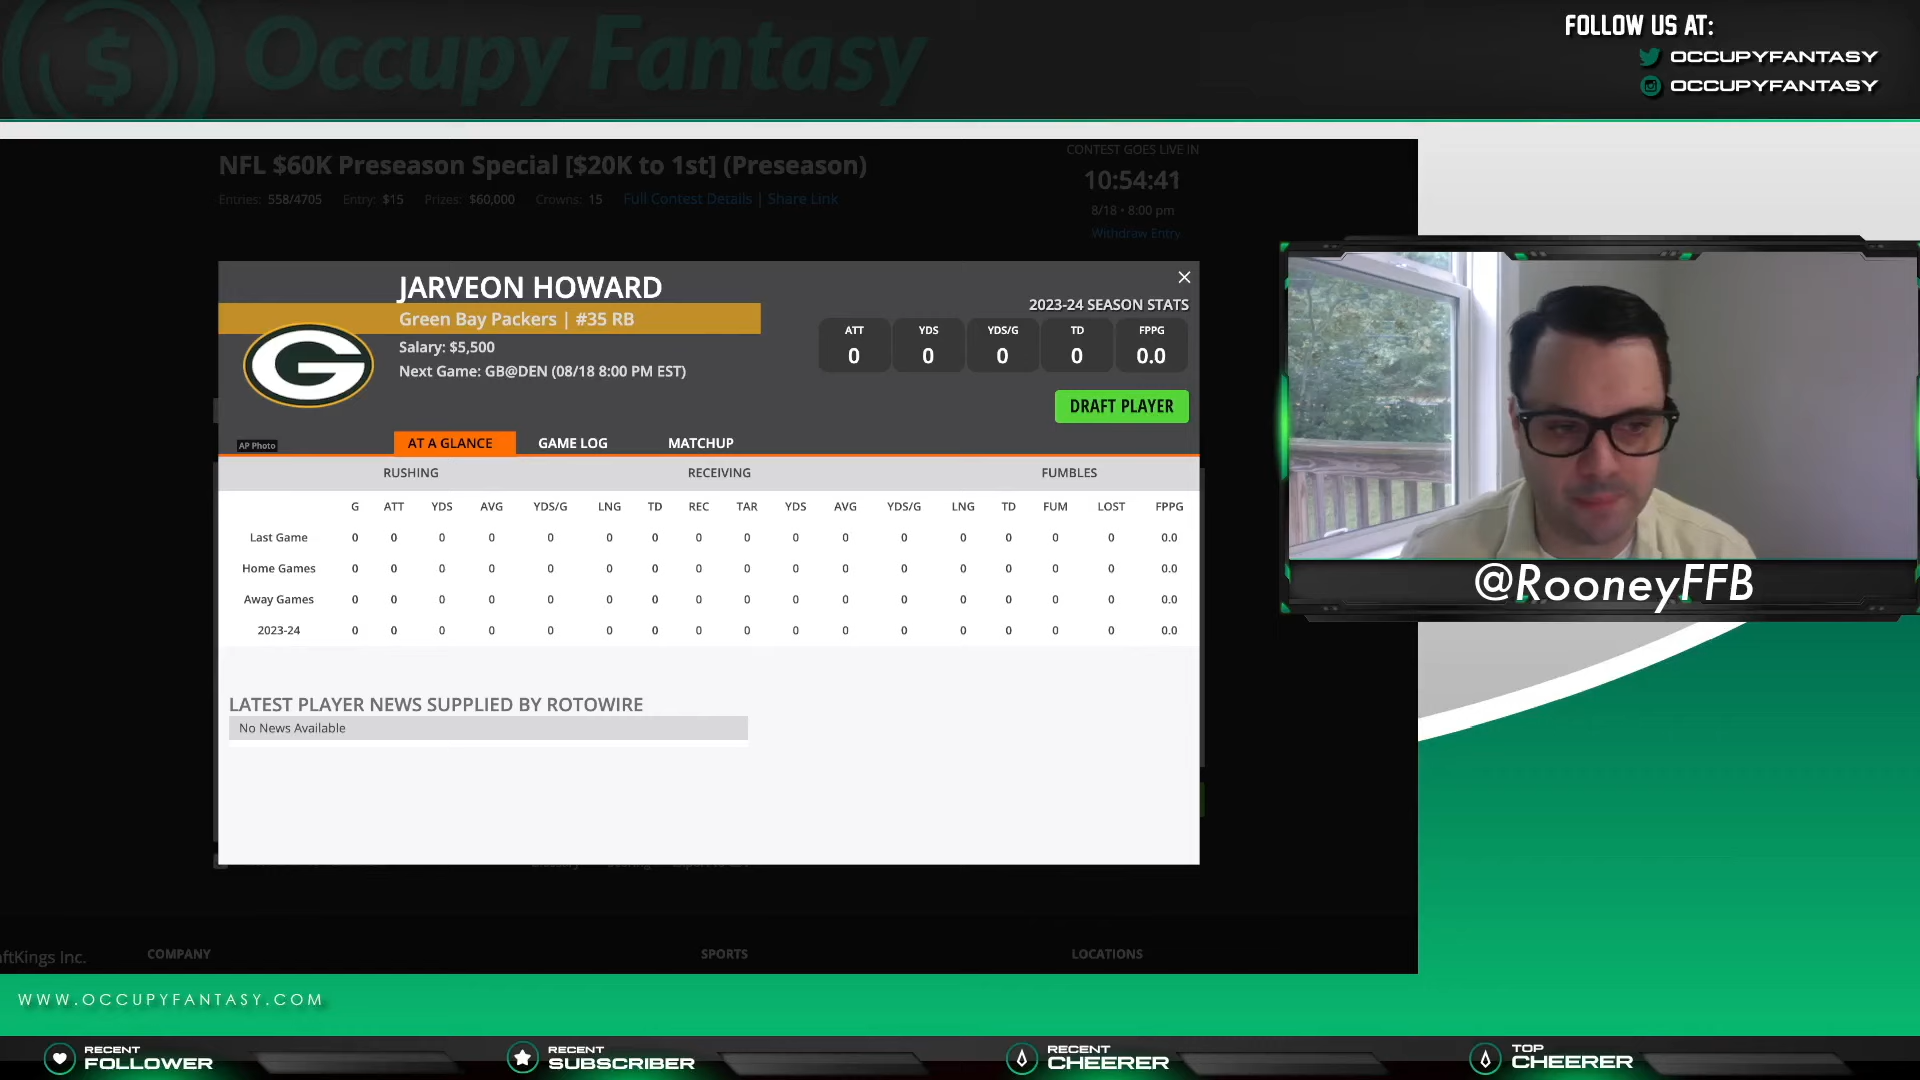 Occupy Fantasy
FOLLOW US AT:
OCCUPYFANTASY
OCCUPYFANTASY
NFL $60K Preseason Special [$20K to 1st] (Preseason)
Entries: 558/4705 Entry: $15 Prizes: $60,000 Crowns: 15 Full Contest Details | Share Link
CONTEST GOES LIVE IN
10:54:41
8/18 • 8:00 pm
Withdraw Entry
JARVEON HOWARD
Green Bay Packers | #35 RB
Salary: $5,500
Next Game: GB@DEN (08/18 8:00 PM EST)
2023-24 SEASON STATS
ATT YDS YDS/G TD FPPG
0 0 0 0 0.0
DRAFT PLAYER
AP Photo
AT A GLANCE GAME LOG MATCHUP
RUSHING RECEIVING FUMBLES
G ATT YDS AVG YDS/G LNG TD REC TAR YDS AVG YDS/G LNG TD FUM LOST FPPG
Last Game 0 0 0 0 0 0 0 0 0 0 0 0 0 0 0 0 0.0
Home Games 0 0 0 0 0 0 0 0 0 0 0 0 0 0 0 0 0.0
Away Games 0 0 0 0 0 0 0 0 0 0 0 0 0 0 0 0 0.0
2023-24 0 0 0 0 0 0 0 0 0 0 0 0 0 0 0 0 0.0
LATEST PLAYER NEWS SUPPLIED BY ROTOWIRE
No News Available
@RooneyFFB
ftKings Inc. COMPANY SPORTS LOCATIONS
WWW.OCCUPYFANTASY.COM
RECENT FOLLOWER
RECENT SUBSCRIBER
RECENT CHEERER
TOP CHEERER